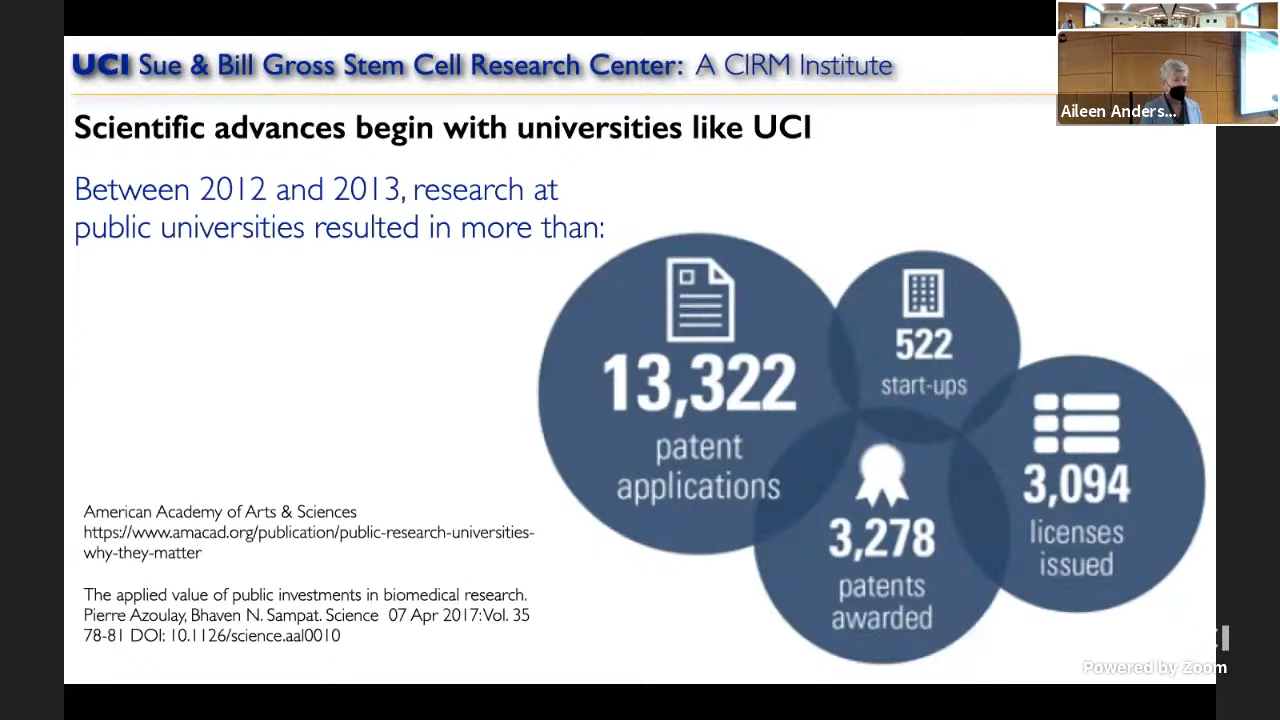 UCI Sue & Bill Gross Stem Cell Research Center: A CIRM Institute
Scientific advances begin with universities like UCI
Between 2012 and 2013, research at
public universities resulted in more than:
13,322
patent
applications
522
start-ups
3,278
patents
awarded
3,094
licenses
issued
American Academy of Arts & Sciences
https://www.amacad.org/publication/public-research-universities-
why-they-matter
The applied value of public investments in biomedical research.
Pierre Azoulay, Bhaven N. Sampat. Science 07 Apr 2017: Vol. 35
78-81 DOI: 10.1126/science.aal0010
Aileen Anders...
Powered by Zoom